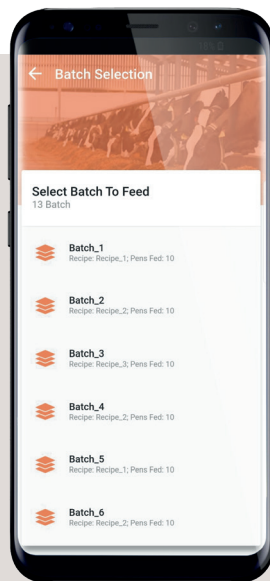 Batch Selection
Select Batch To Feed
13 Batch
Batch_1
Recipe: Recipe_1; Pens Fed: 10
Batch_2
Recipe: Recipe_2; Pens Fed: 10
Batch_3
Recipe: Recipe_3; Pens Fed: 10
Batch_4
Recipe: Recipe_2; Pens Fed: 10
Batch_5
Recipe: Recipe_1; Pens Fed: 10
Batch_6
Recipe: Recipe_2; Pens Fed: 10